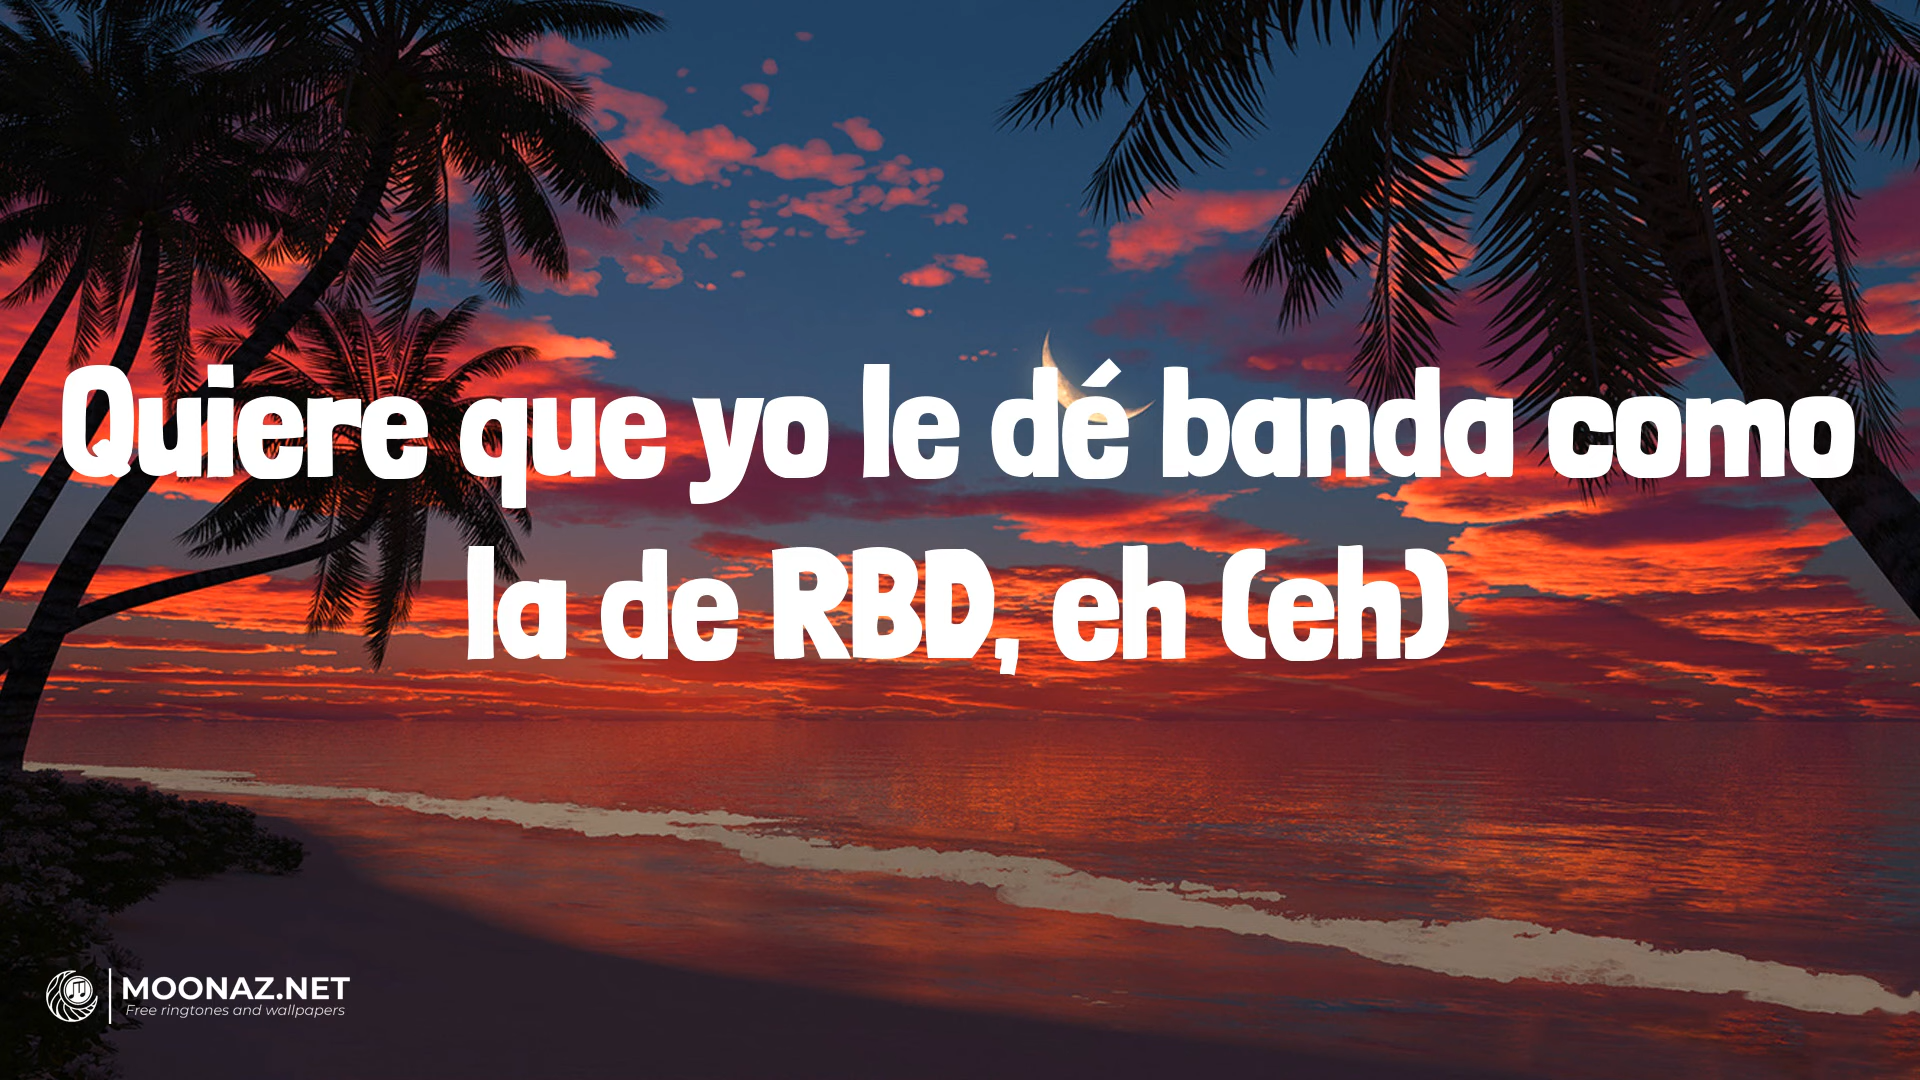 Quiere que yo le dé banda como
la de RBD, eh (eh)
MOONAZ.NET
Free ringtones and wallpapers